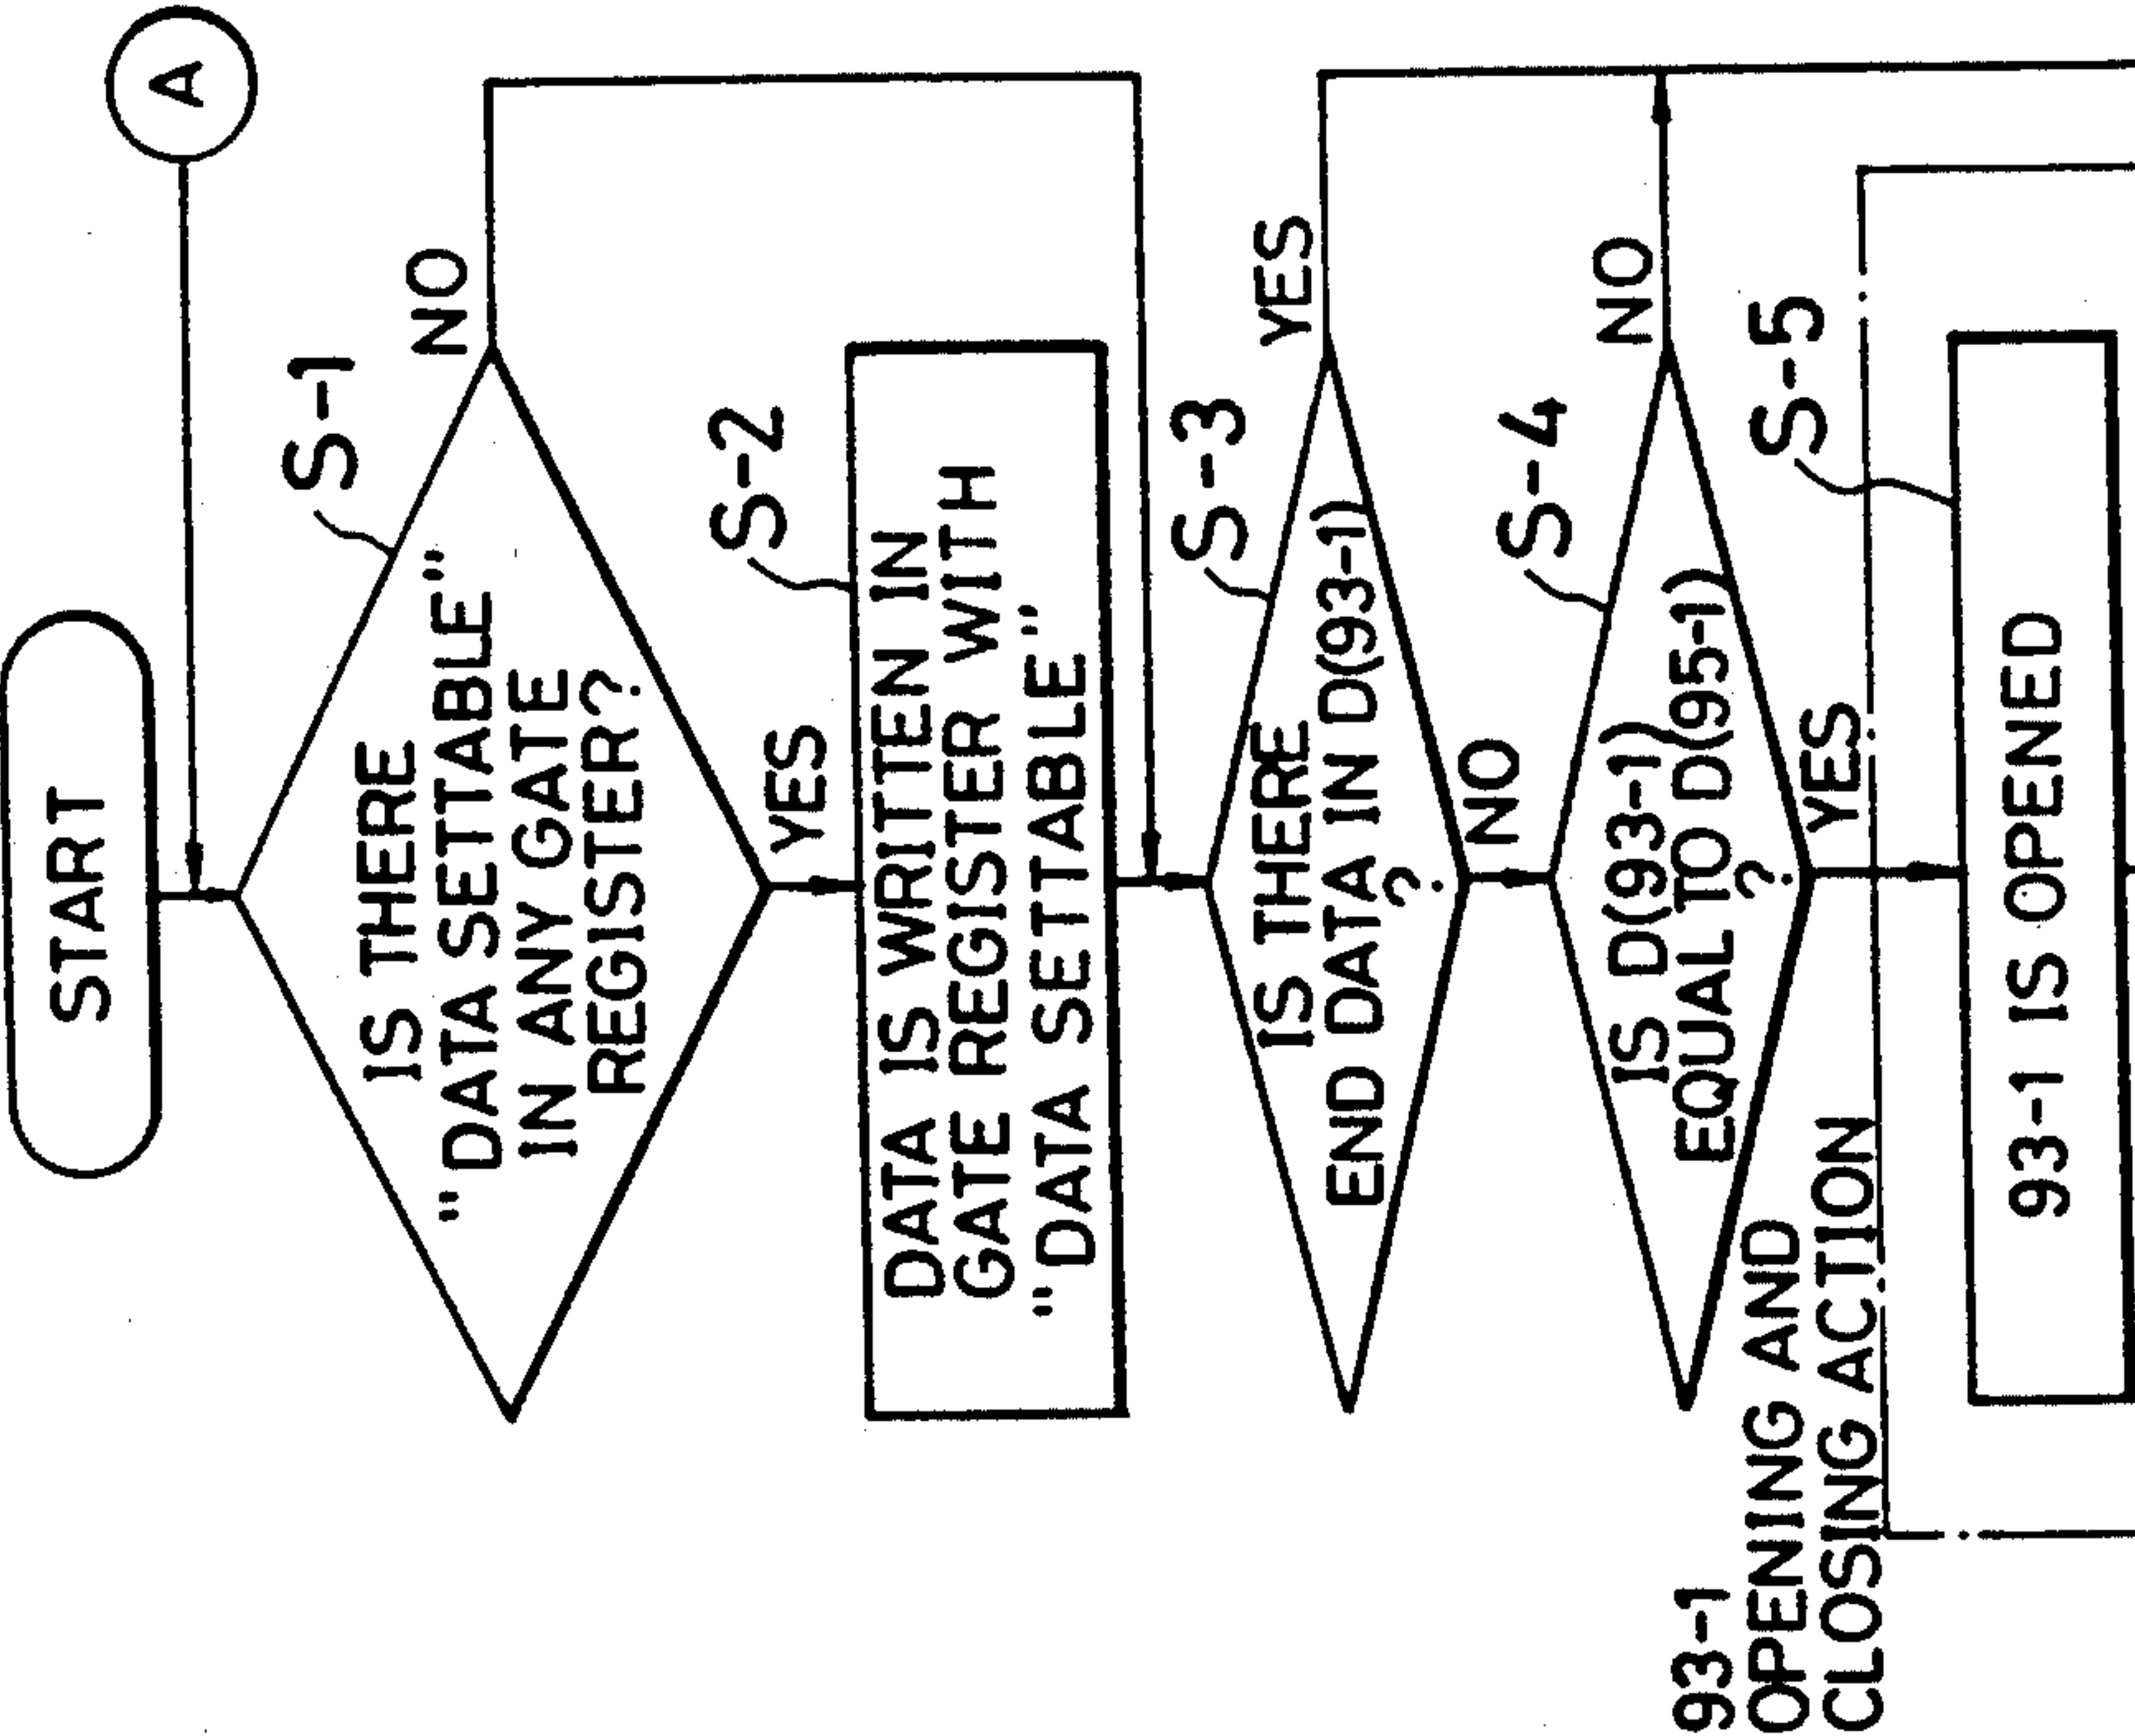 START
A
S-1
IS THERE
"DATA SETTABLE"
IN ANY GATE
REGISTER?
NO
YES
S-2
DATA IS WRITTEN IN
GATE REGISTER WITH
"DATA SETTABLE"
S-3
IS THERE
END DATA IN D(93-1)
?
YES
NO
S-4
IS D(93-1)
EQUAL TO D(95-1)
?
NO
YES
93-1
OPENING AND
CLOSING ACTION
S-5
93-1 IS OPENED